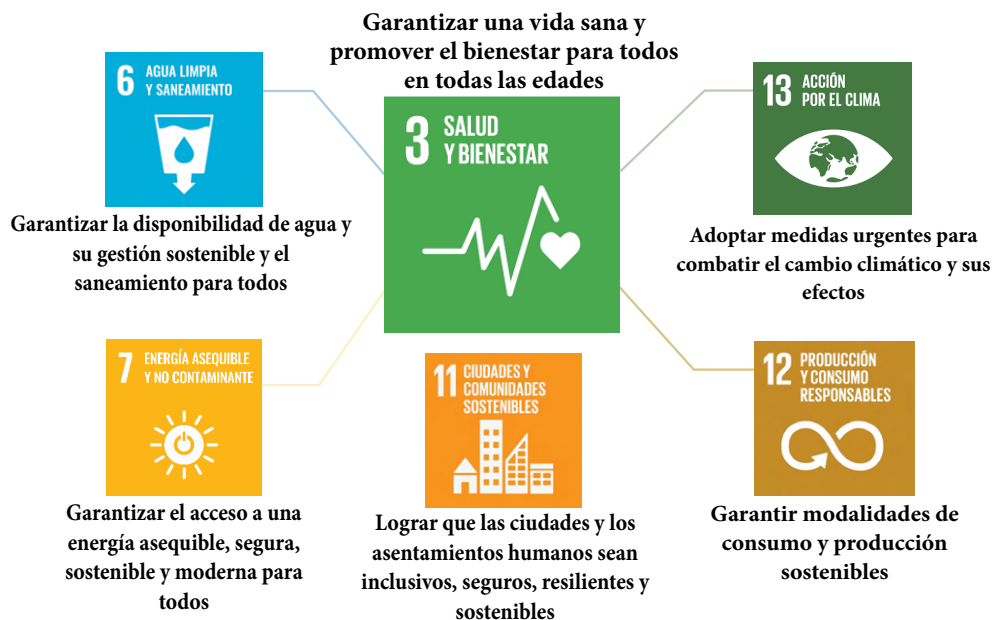 Garantizar una vida sana y
promover el bienestar para todos
en todas las edades
6 AGUA LIMPIA
Y SANEAMIENTO
Garantizar la disponibilidad de agua y
su gestión sostenible y el
saneamiento para todos
3 SALUD
Y BIENESTAR
13 ACCIÓN
POR EL CLIMA
Adoptar medidas urgentes para
combatir el cambio climático y sus
efectos
7 ENERGÍA ASEQUIBLE
Y NO CONTAMINANTE
Garantizar el acceso a una
energía asequible, segura,
sostenible y moderna para
todos
11 CIUDADES Y
COMUNIDADES
SOSTENIBLES
Lograr que las ciudades y los
asentamientos humanos sean
inclusivos, seguros, resilientes y
sostenibles
12 PRODUCCIÓN
Y CONSUMO
RESPONSABLES
Garantir modalidades de
consumo y producción
sostenibles